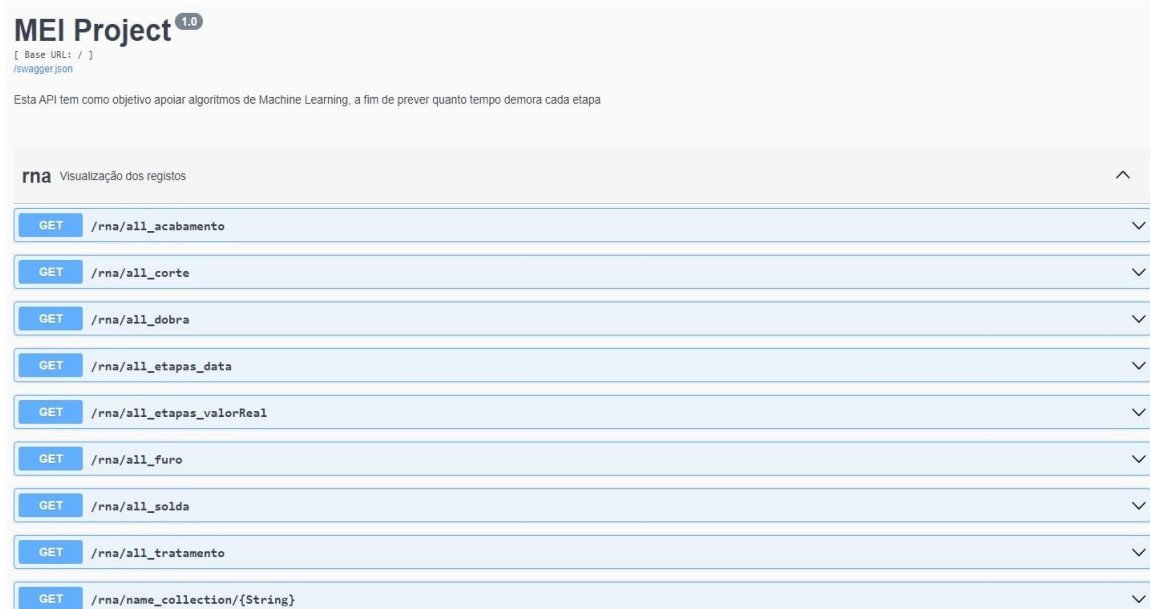 MEI Project 1.0
[ Base URL: / ]
/swagger.json
Esta API tem como objetivo apoiar algoritmos de Machine Learning, a fim de prever quanto tempo demora cada etapa
rna Visualização dos registos
GET /rna/all_acabamento
GET /rna/all_corte
GET /rna/all_dobra
GET /rna/all_etapas_data
GET /rna/all_etapas_valorReal
GET /rna/all_furo
GET /rna/all_solda
GET /rna/all_tratamento
GET /rna/name_collection/{String}